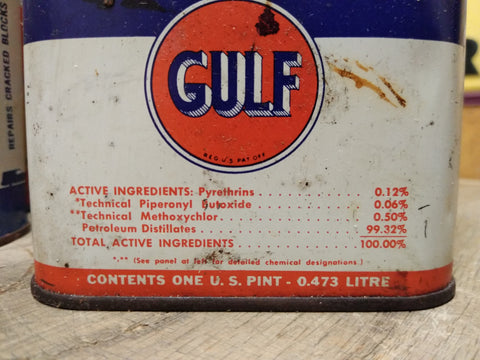 REPAIRS CRACKED BLOCKS
GULF
REG. U.S. PAT. OFF.
ACTIVE INGREDIENTS: Pyrethrins . . . . . . . . . . . . . . 0.12%
*Technical Piperonyl Butoxide . . . . . . . . . . . . . . 0.06%
**Technical Methoxychlor . . . . . . . . . . . . . . 0.50%
Petroleum Distillates . . . . . . . . . . . . . . 99.32%
TOTAL ACTIVE INGREDIENTS . . . . . . . . . . . . . . 100.00%
*,** (See panel at left for detailed chemical designations)
CONTENTS ONE U.S. PINT - 0.473 LITRE